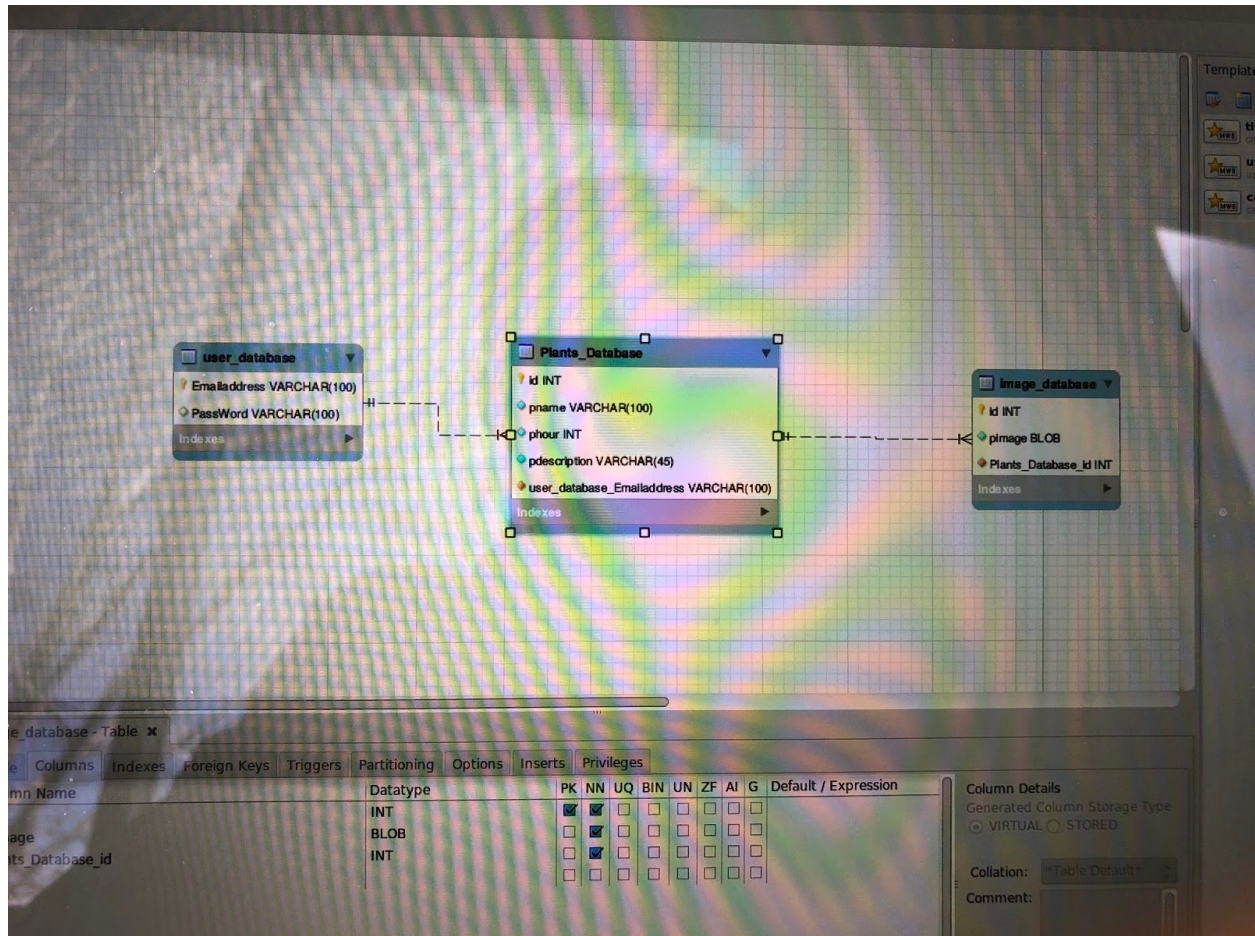 Templat
user_database
Emailaddress VARCHAR(100)
PassWord VARCHAR(100)
Indexes
Plants_Database
id INT
pname VARCHAR(100)
phour INT
pdescription VARCHAR(45)
user_database_Emailaddress VARCHAR(100)
Indexes
image_database
id INT
pImage BLOB
Plants_Database_id INT
Indexes
e_database - Table
Columns Indexes Foreign Keys Triggers Partitioning Options Inserts Privileges
mn Name Datatype PK NN UQ BIN UN ZF AI G Default / Expression
INT
age BLOB
nts_Database_id INT
Column Details
Generated Column Storage Type
VIRTUAL STORED
Collation: *Table Default*
Comment: